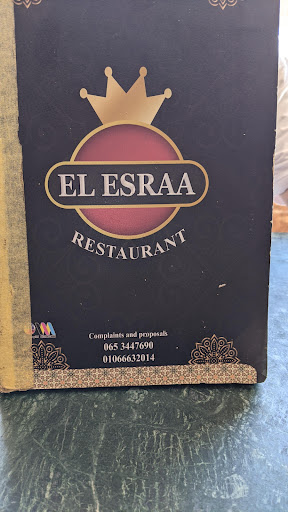 EL ESRAA
RESTAURANT
Complaints and proposals
065 3447690
01066632014